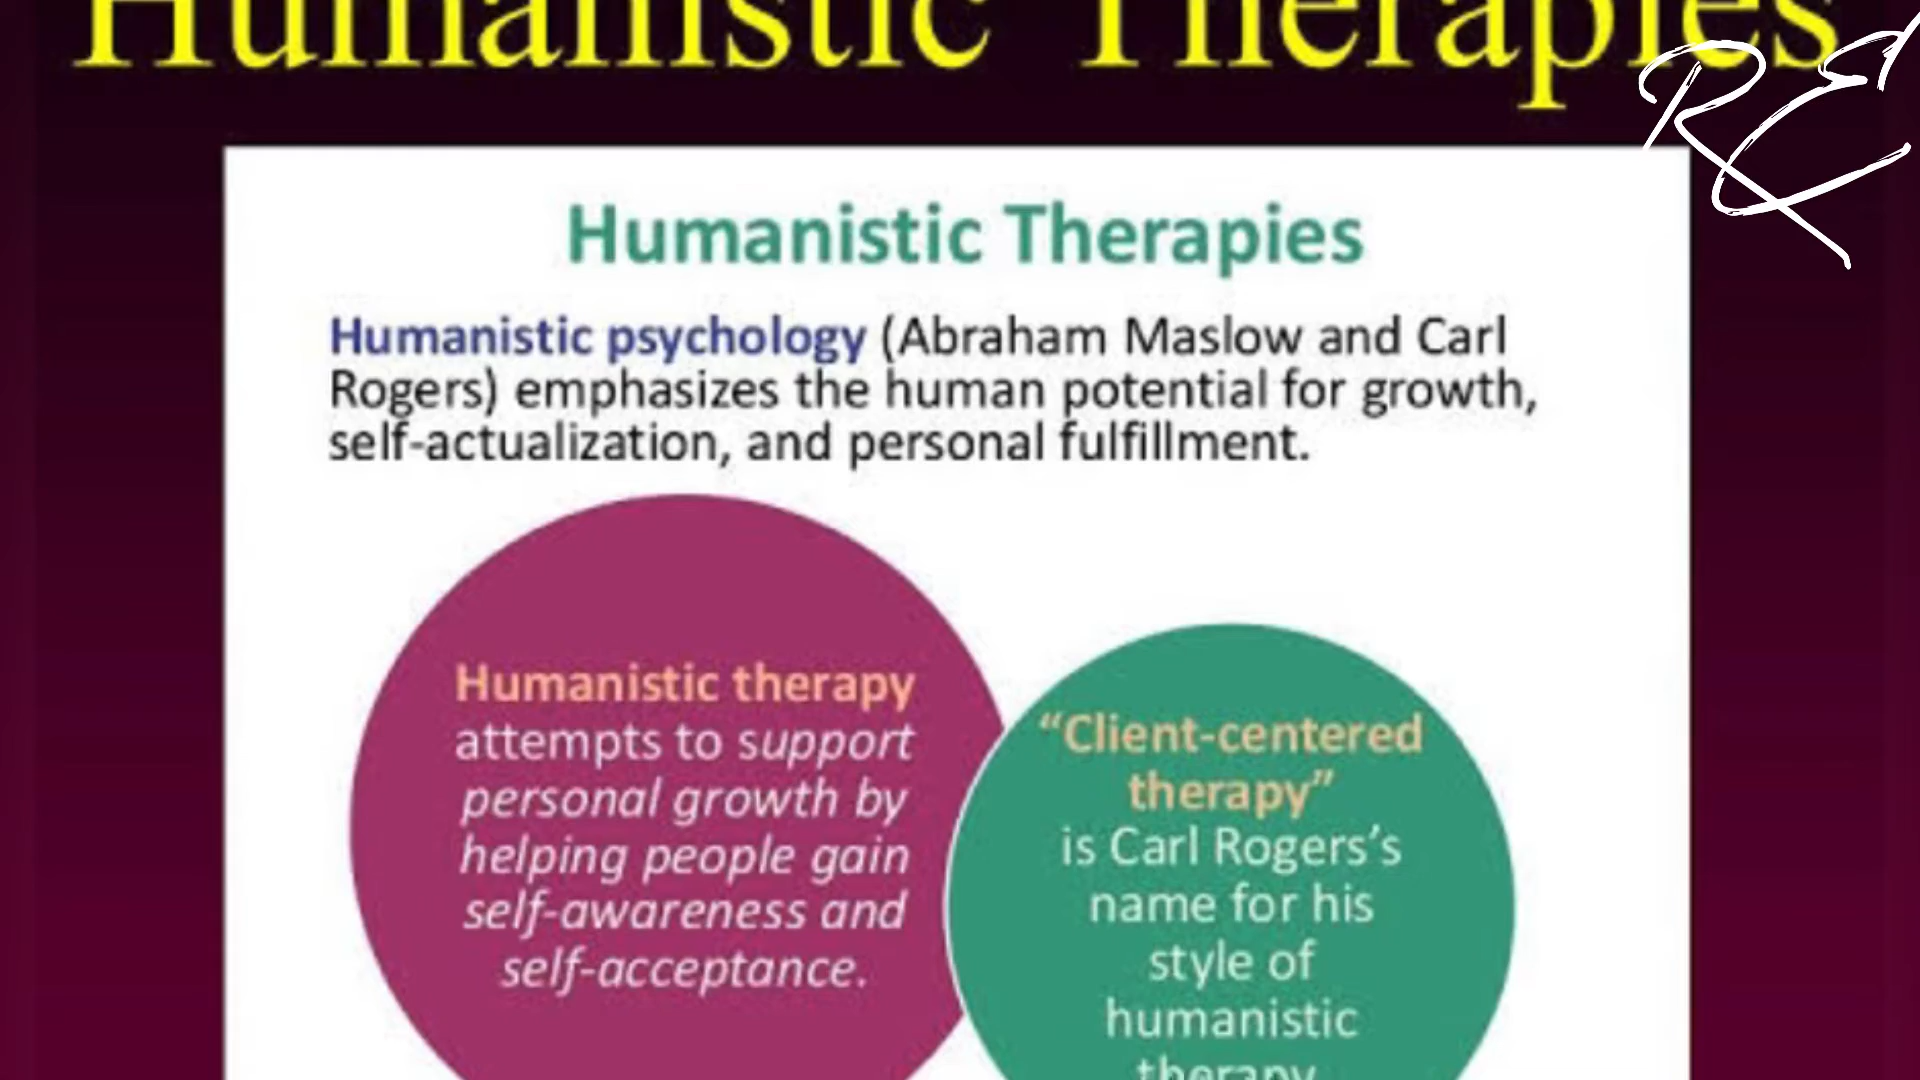 Humanistic Therapies
RE
Humanistic Therapies
Humanistic psychology (Abraham Maslow and Carl
Rogers) emphasizes the human potential for growth,
self-actualization, and personal fulfillment.
Humanistic therapy
attempts to support
personal growth by
helping people gain
self-awareness and
self-acceptance.
“Client-centered
therapy”
is Carl Rogers’s
name for his
style of
humanistic
therapy